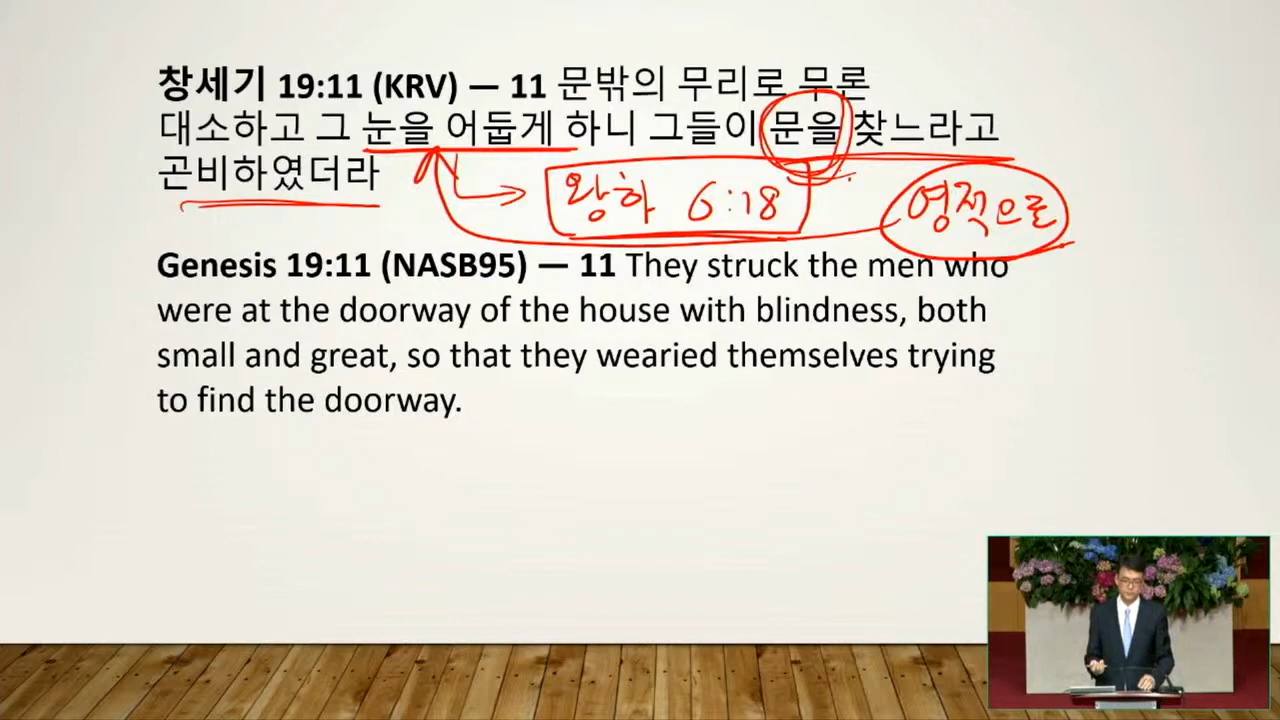 창세기 19:11 (KRV) — 11 문밖의 무리로 무론
대소하고 그 눈을 어둡게 하니 그들이 문을 찾느라고
곤비하였더라
왕하 6:18
영적으로
Genesis 19:11 (NASB95) — 11 They struck the men who
were at the doorway of the house with blindness, both
small and great, so that they wearied themselves trying
to find the doorway.